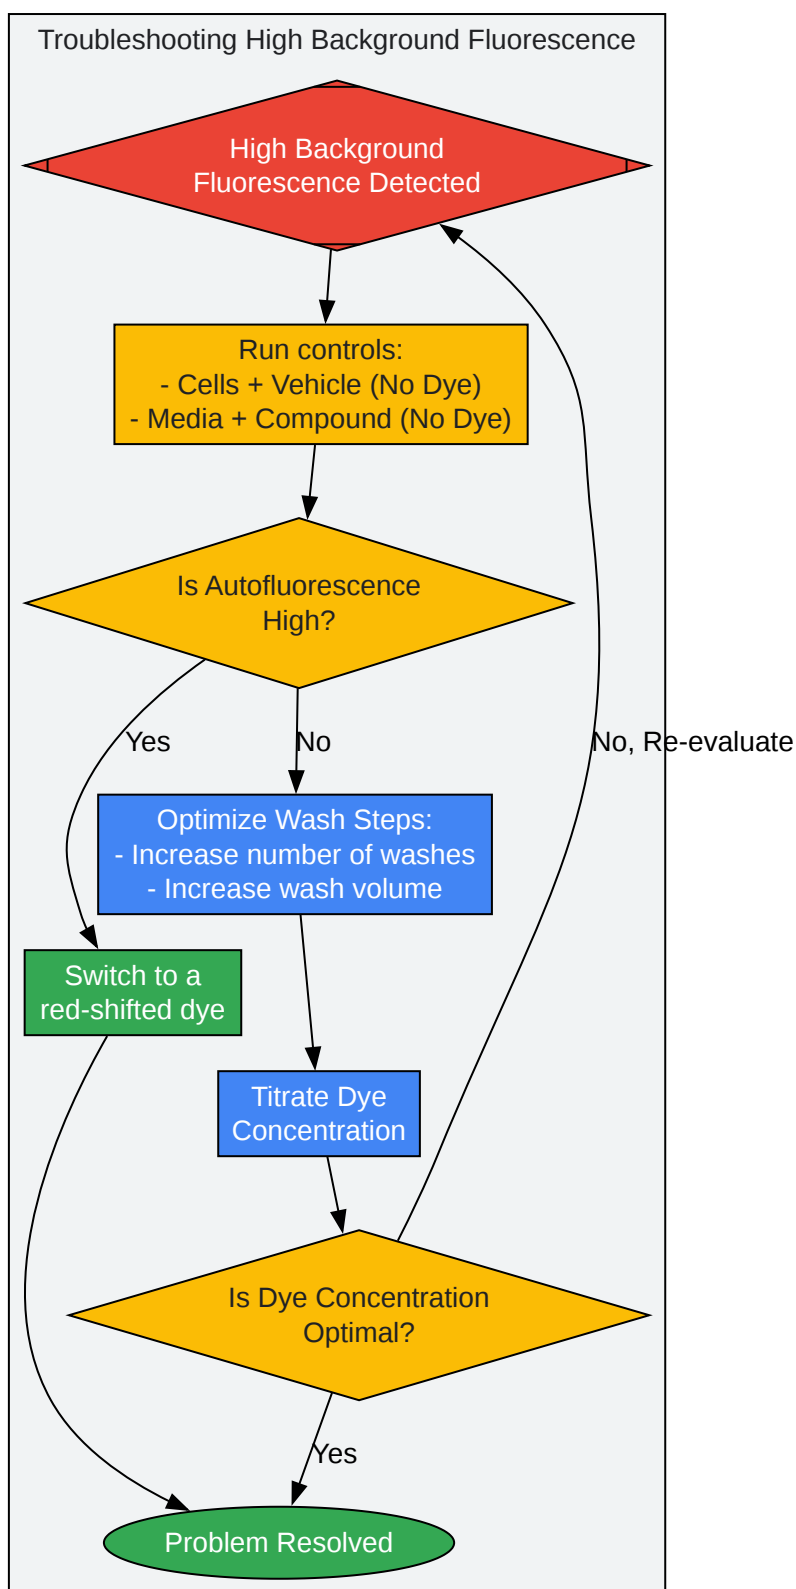 Troubleshooting High Background Fluorescence
High Background
Fluorescence Detected
Run controls:
- Cells + Vehicle (No Dye)
- Media + Compound (No Dye)
Is Autofluorescence
High?
Yes
No
No, Re-evaluate
Optimize Wash Steps:
- Increase number of washes
- Increase wash volume
Switch to a
red-shifted dye
Titrate Dye
Concentration
Is Dye Concentration
Optimal?
Yes
Problem Resolved